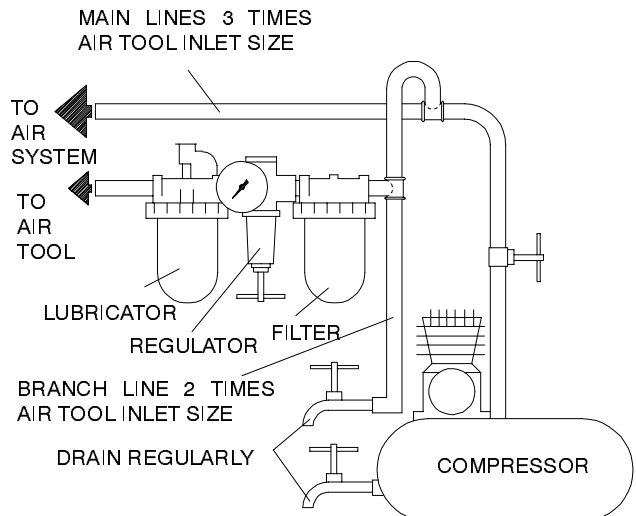 MAIN LINES 3 TIMES
AIR TOOL INLET SIZE
TO
AIR
SYSTEM
TO
AIR
TOOL
LUBRICATOR
REGULATOR
FILTER
BRANCH LINE 2 TIMES
AIR TOOL INLET SIZE
DRAIN REGULARLY
COMPRESSOR